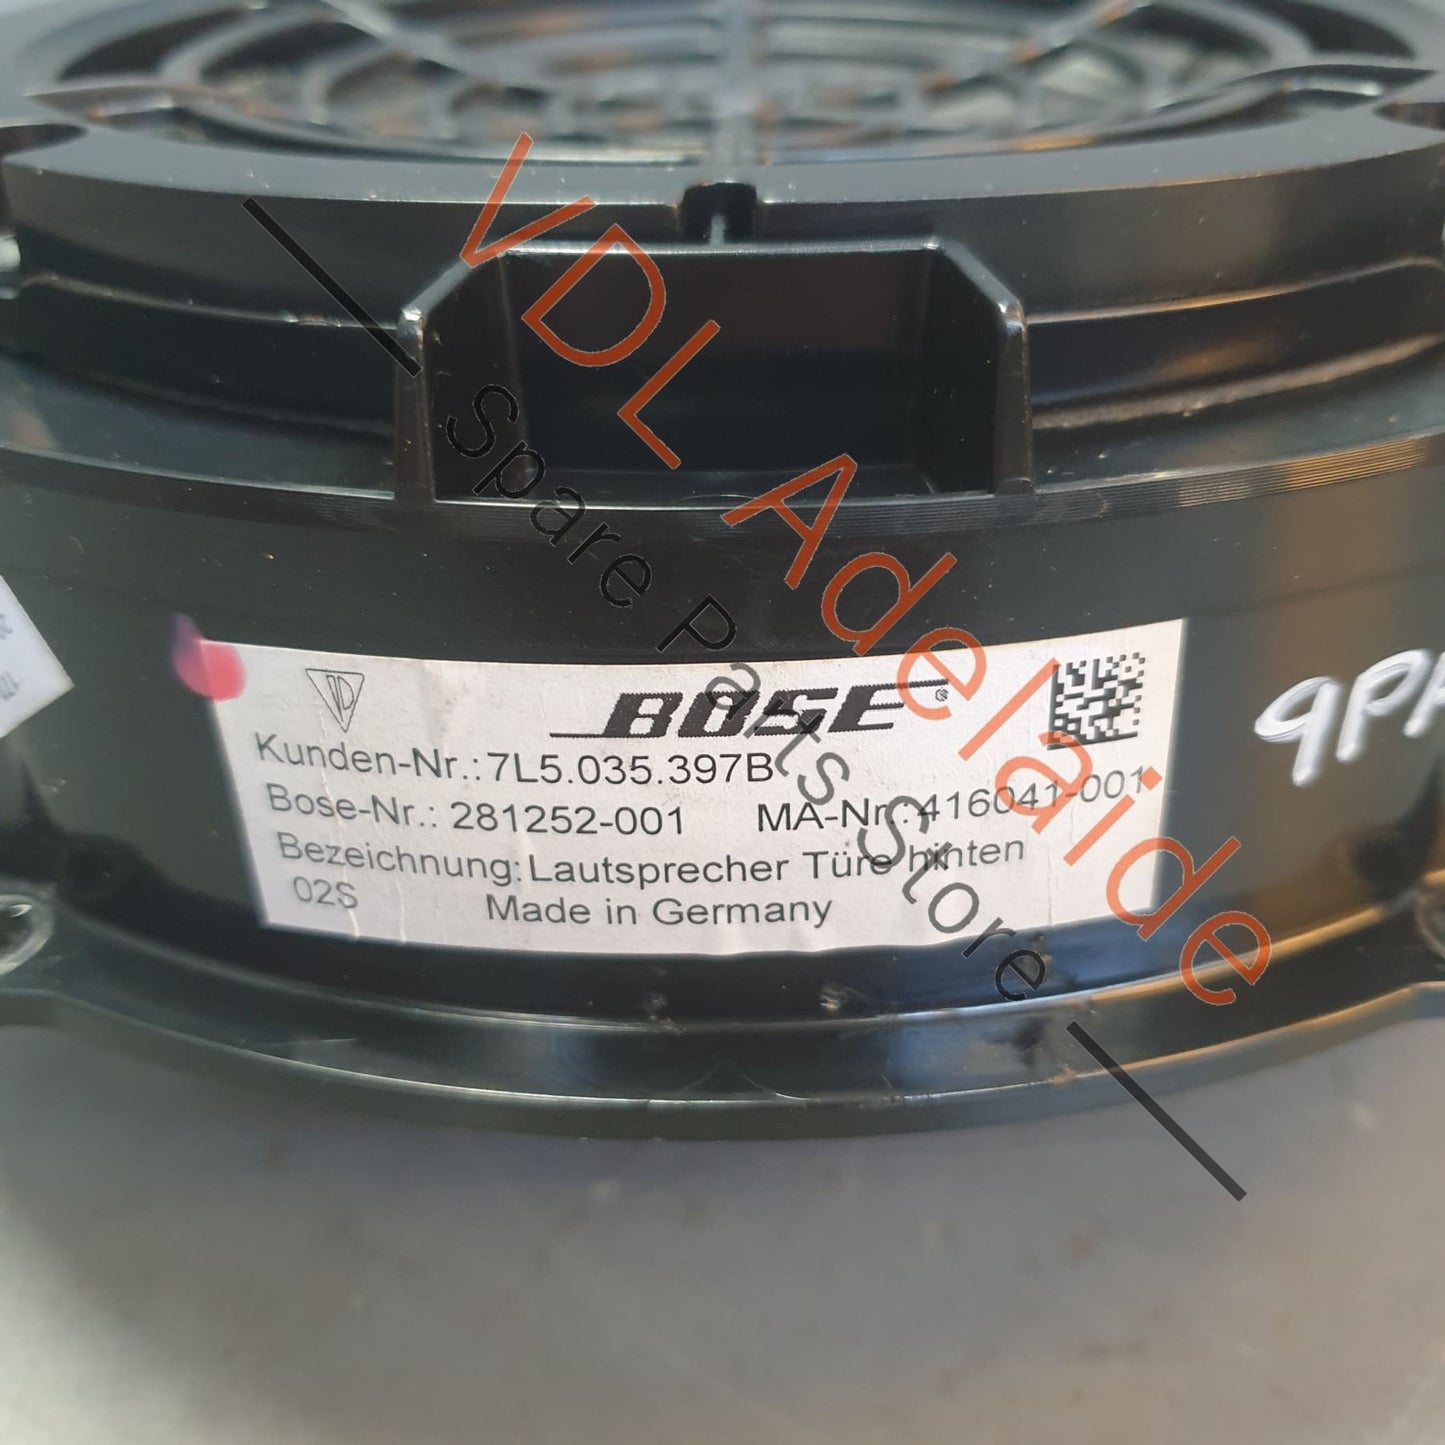 BOSE®
Kunden-Nr.: 7L5.035.397B
Bose-Nr.: 281252-001 MA-Nr.: 416041-001
Bezeichnung: Lautsprecher Türe hinten
02S Made in Germany
9PA
VDL Adelaide
Spare Parts Store